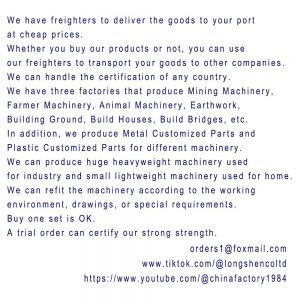 We have freighters to deliver the goods to your port
at cheap prices.
Whether you buy our products or not, you can use
our freighters to transport your goods to other companies.
We can handle the certification of any country.
We have three factories that produce Mining Machinery,
Farmer Machinery, Animal Machinery, Earthwork,
Building Ground, Build Houses, Build Bridges, etc.
In addition, we produce Metal Customized Parts and
Plastic Customized Parts for different machinery.
We can produce huge heavyweight machinery used
for industry and small lightweight machinery used for home.
We can refit the machinery according to the working
environment, drawings, or special requirements.
Buy one set is OK.
A trial order can certify our strong strength.
orders1@foxmail.com
www.tiktok.com/@longshencoltd
https://www.youtube.com/@chinafactory1984